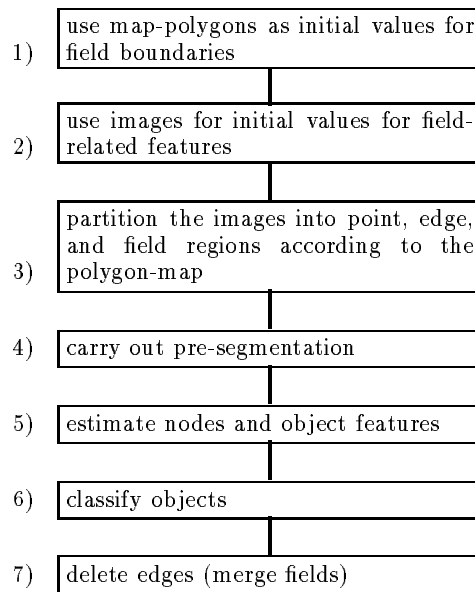 use map-polygons as initial values for
1) field boundaries
use images for initial values for field-
2) related features
partition the images into point, edge,
and field regions according to the
3) polygon-map
4) carry out pre-segmentation
5) estimate nodes and object features
6) classify objects
7) delete edges (merge fields)